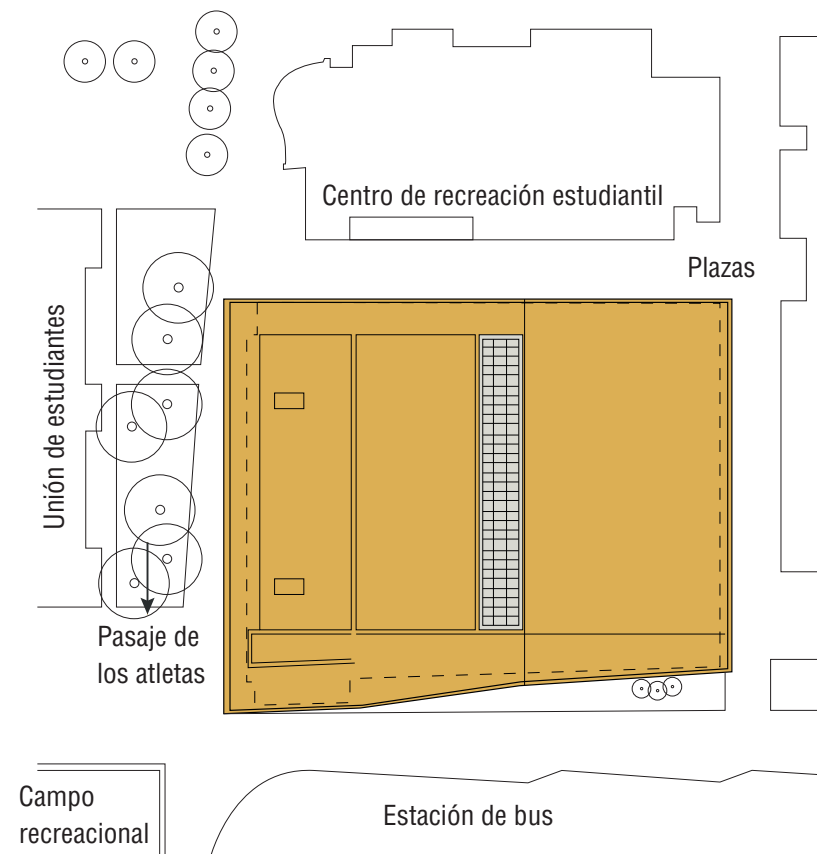 Centro de recreación estudiantil
Plazas
Unión de estudiantes
Pasaje de
los atletas
Campo
recreacional
Estación de bus